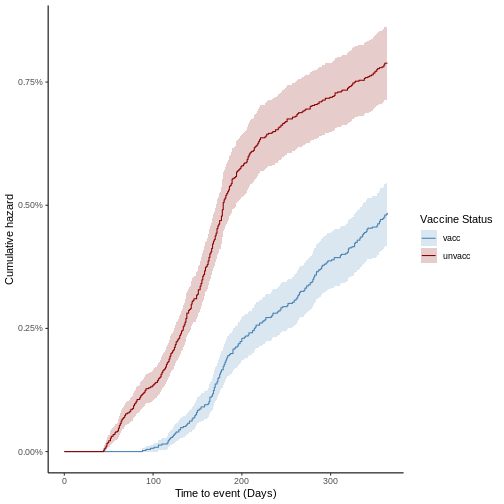 Cumulative hazard
0.75%
0.50%
0.25%
0.00%
0 100 200 300
Time to event (Days)
Vaccine Status
vacc
unvacc